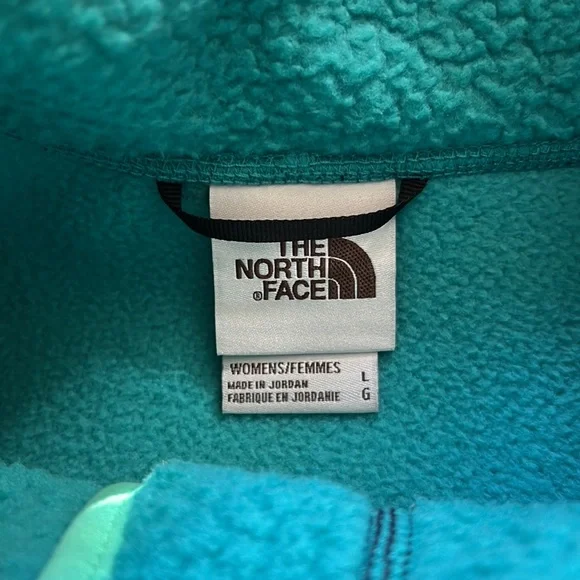 THE
NORTH
®FACE
WOMENS/FEMMES
MADE IN JORDAN
FABRIQUE EN JORDANIE
L
G